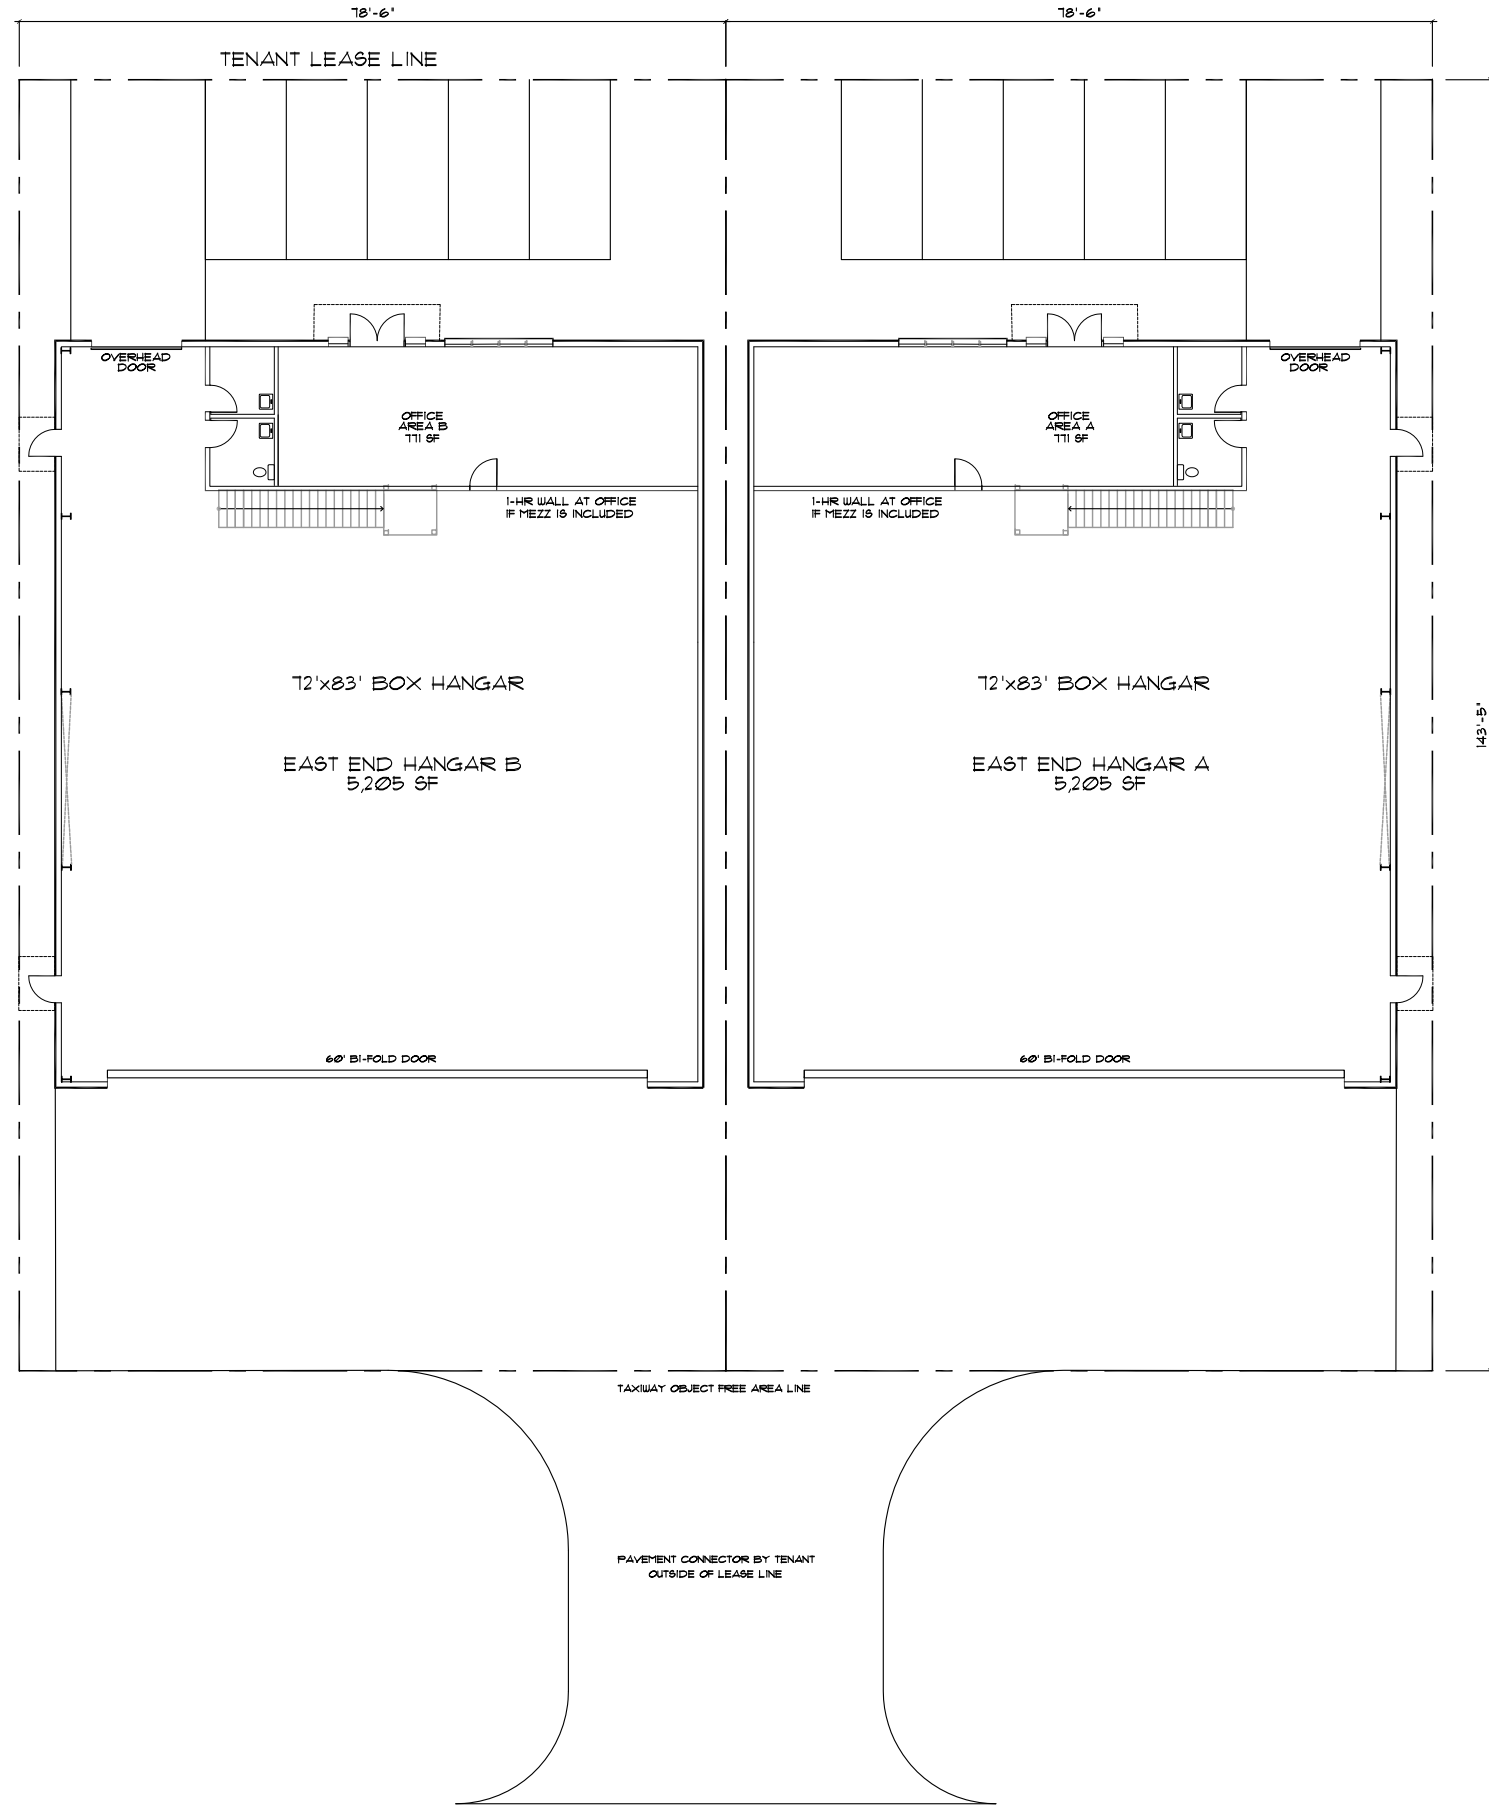 78'-6"
78'-6"
TENANT LEASE LINE
OVERHEAD
DOOR
OVERHEAD
DOOR
OFFICE
AREA B
771 SF
OFFICE
AREA A
771 SF
1-HR WALL AT OFFICE
IF MEZZ IS INCLUDED
1-HR WALL AT OFFICE
IF MEZZ IS INCLUDED
72'x83' BOX HANGAR
72'x83' BOX HANGAR
143'-5"
EAST END HANGAR B
5,205 SF
EAST END HANGAR A
5,205 SF
60' BI-FOLD DOOR
60' BI-FOLD DOOR
TAXIWAY OBJECT FREE AREA LINE
PAVEMENT CONNECTOR BY TENANT
OUTSIDE OF LEASE LINE